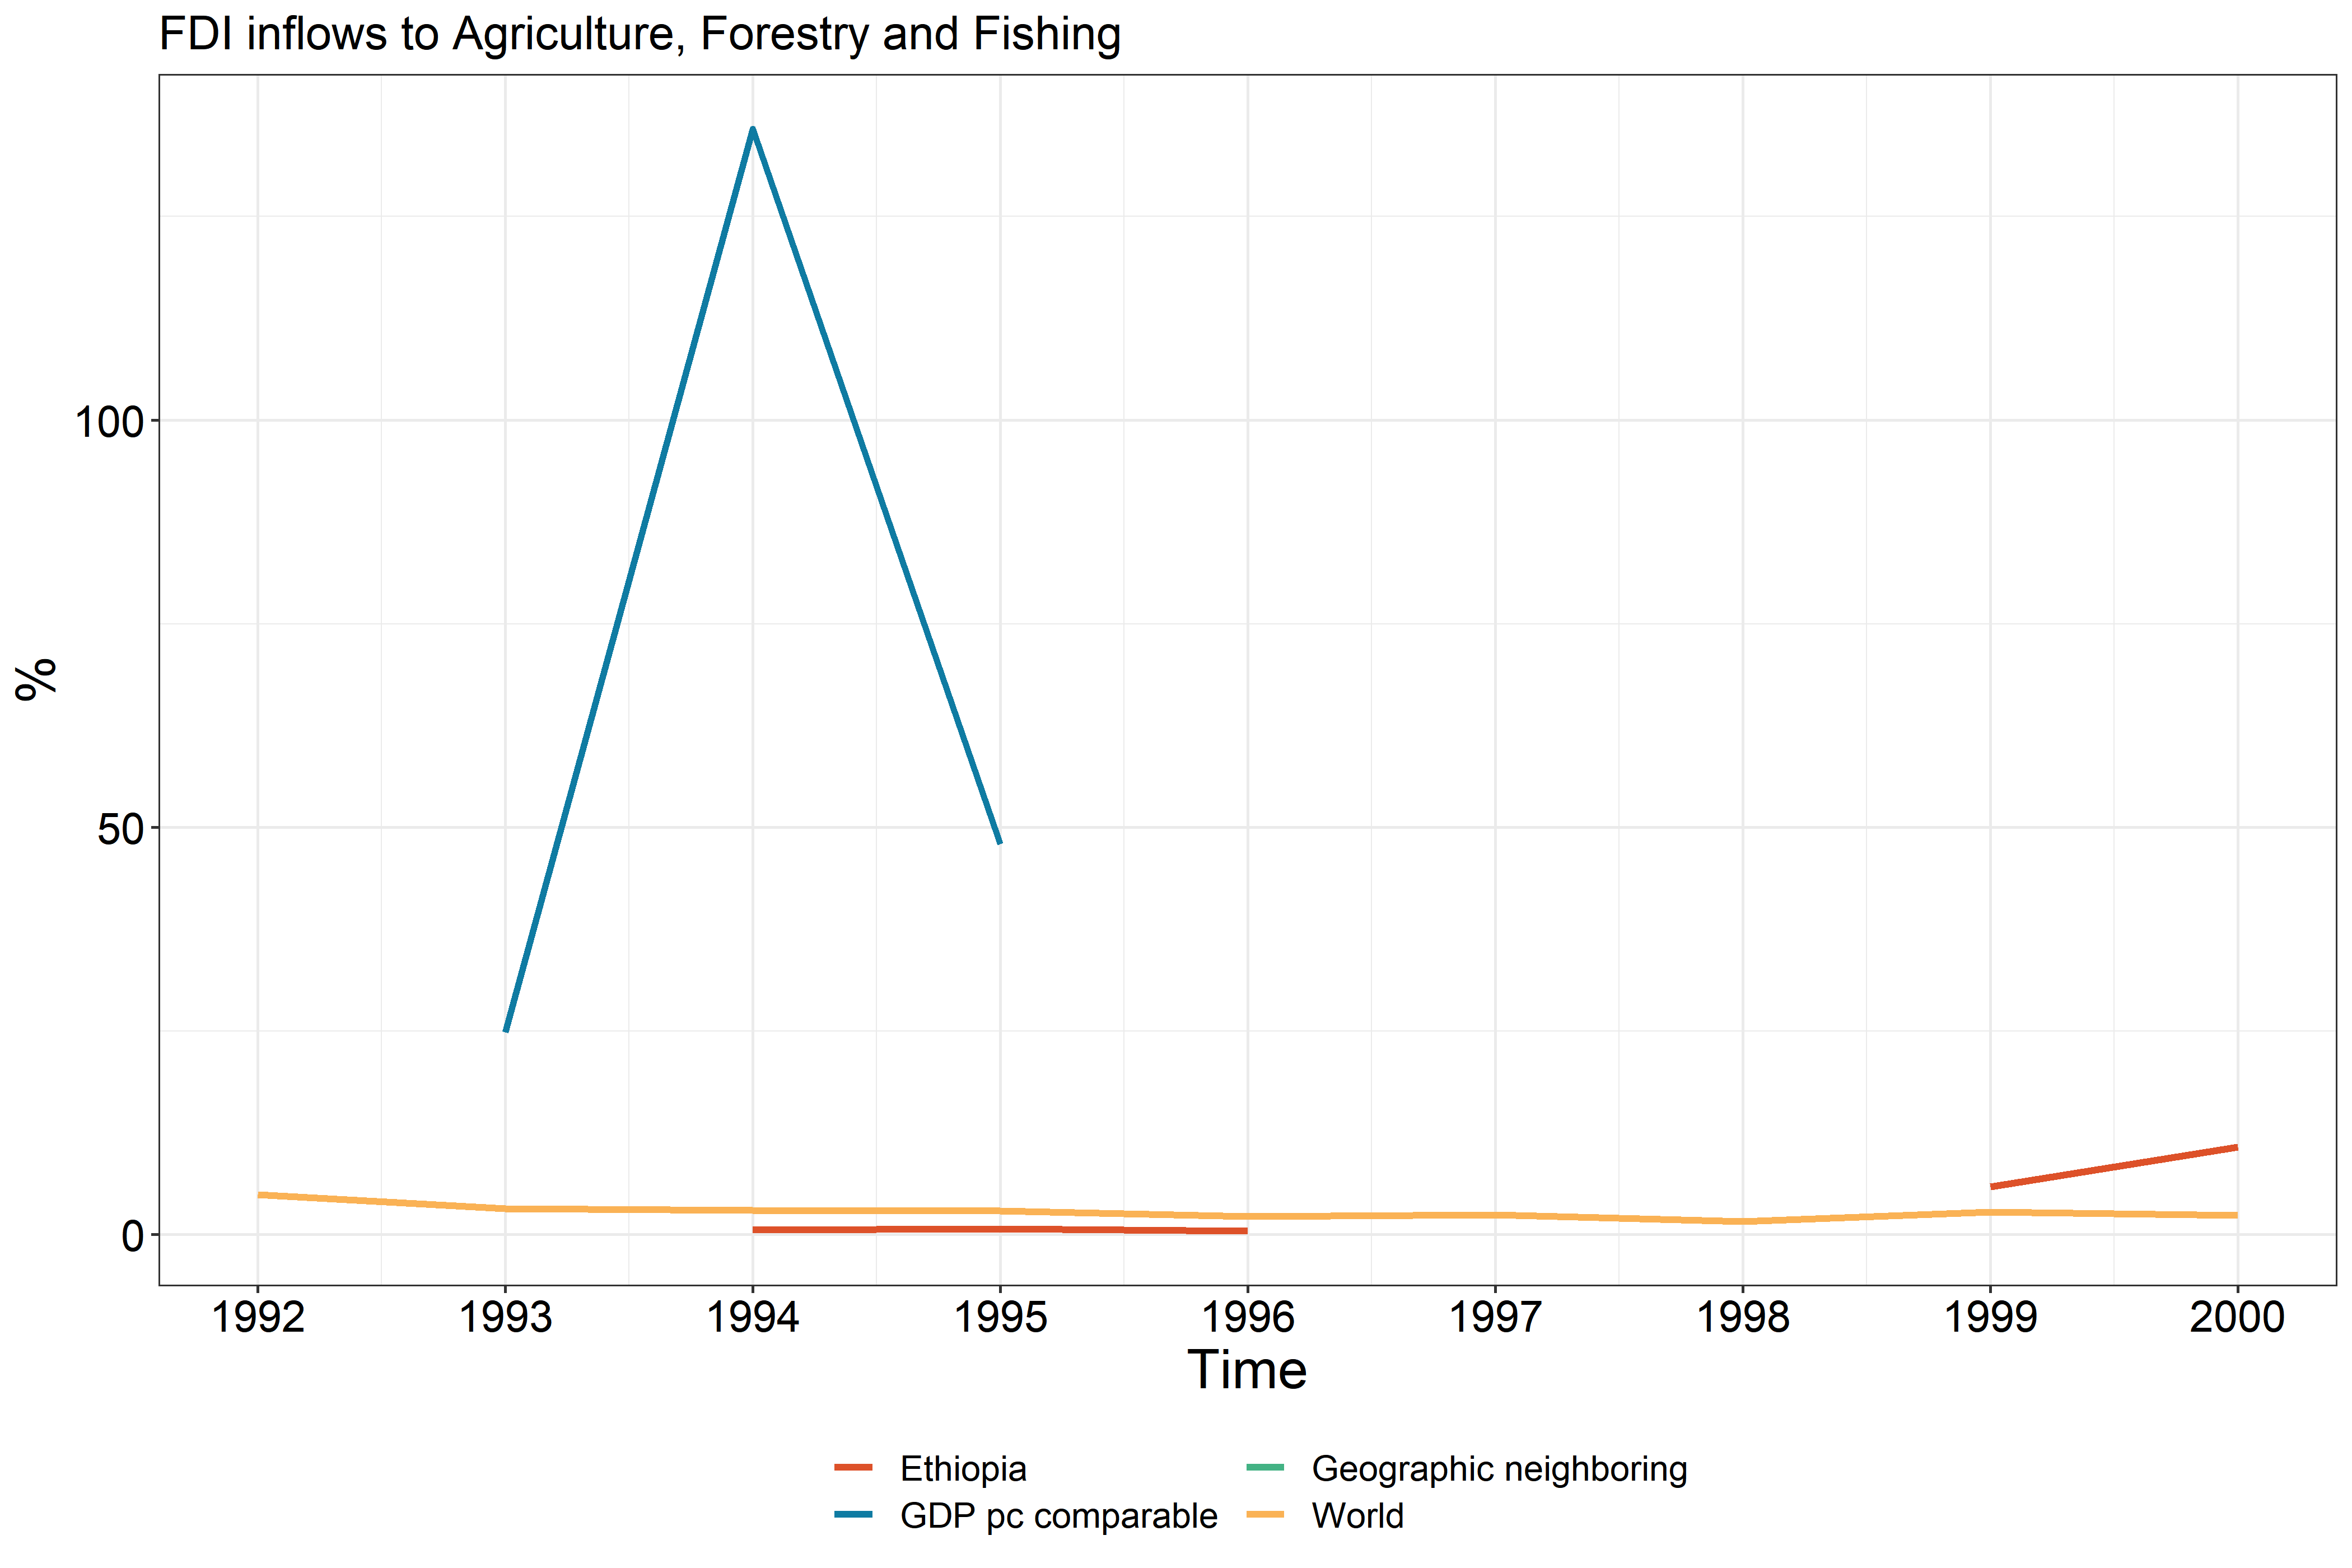 FDI inflows to Agriculture, Forestry and Fishing
%
100
50
0
1992 1993 1994 1995 1996 1997 1998 1999 2000
Time
Ethiopia Geographic neighboring
GDP pc comparable World